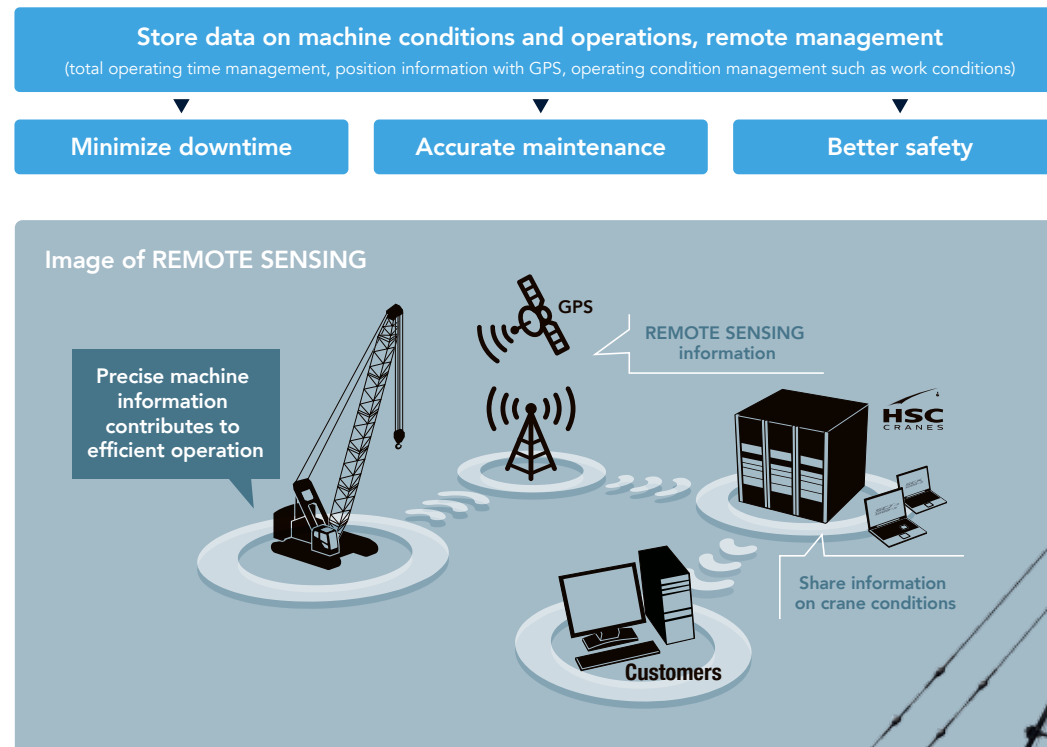 Store data on machine conditions and operations, remote management
(total operating time management, position information with GPS, operating condition management such as work conditions)
Minimize downtime
Accurate maintenance
Better safety
Image of REMOTE SENSING
GPS
REMOTE SENSING
information
Precise machine
information
contributes to
efficient operation
HSC
CRANES
Share information
on crane conditions
Customers